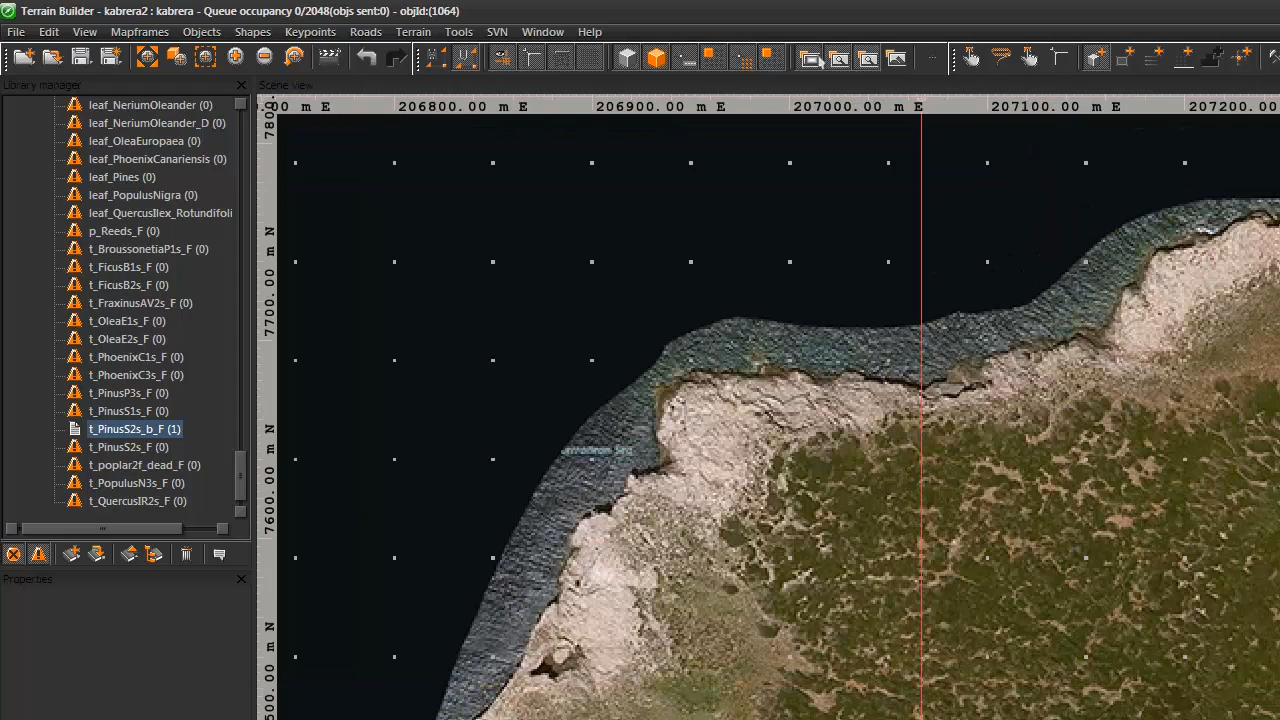 Terrain Builder - kabrera2 : kabrera - Queue occupancy 0/2048(objs sent:0) - objId:(1064)
File Edit View Mapframes Objects Shapes Keypoints Roads Terrain Tools SVN Window Help
Library manager
Scene view
.00 m E 206800.00 m E 206900.00 m E 207000.00 m E 207100.00 m E 207200.00
780
7700.00 m N
7600.00 m N
500.00 m N
leaf_NeriumOleander (0)
leaf_NeriumOleander_D (0)
leaf_OleaEuropaea (0)
leaf_PhoenixCanariensis (0)
leaf_Pines (0)
leaf_PopulusNigra (0)
leaf_QuercusIlex_Rotundifoli
p_Reeds_F (0)
t_BroussonetiaP1s_F (0)
t_FicusB1s_F (0)
t_FicusB2s_F (0)
t_FraxinusAV2s_F (0)
t_OleaE1s_F (0)
t_OleaE2s_F (0)
t_PhoenixC1s_F (0)
t_PhoenixC3s_F (0)
t_PinusP3s_F (0)
t_PinusS1s_F (0)
t_PinusS2s_b_F (1)
t_PinusS2s_F (0)
t_poplar2f_dead_F (0)
t_PopulusN3s_F (0)
t_QuercusIR2s_F (0)
Properties